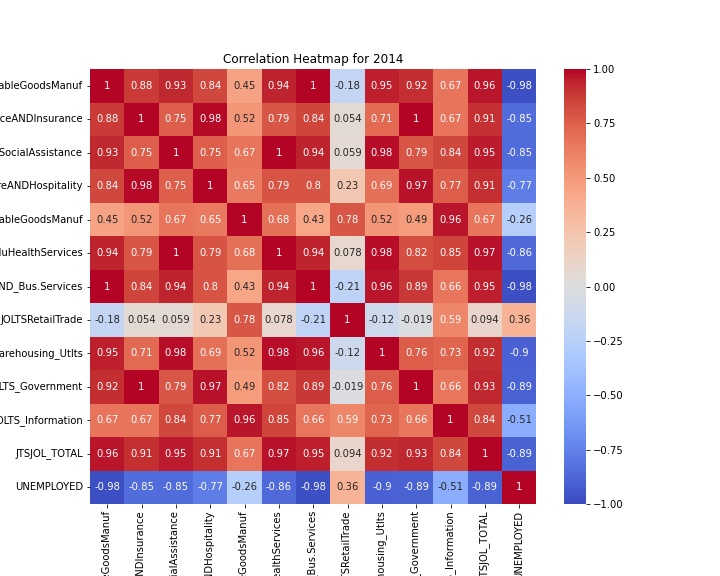 Correlation Heatmap for 2014
ableGoodsManuf 1 0.88 0.93 0.84 0.45 0.94 1 -0.18 0.95 0.92 0.67 0.96 -0.98
ceANDInsurance 0.88 1 0.75 0.98 0.52 0.79 0.84 0.054 0.71 1 0.67 0.91 -0.85
SocialAssistance 0.93 0.75 1 0.75 0.67 1 0.94 0.059 0.98 0.79 0.84 0.95 -0.85
reANDHospitality 0.84 0.98 0.75 1 0.65 0.79 0.8 0.23 0.69 0.97 0.77 0.91 -0.77
ableGoodsManuf 0.45 0.52 0.67 0.65 1 0.68 0.43 0.78 0.52 0.49 0.96 0.67 -0.26
duHealthServices 0.94 0.79 1 0.79 0.68 1 0.94 0.078 0.98 0.82 0.85 0.97 -0.86
ND_Bus.Services 1 0.84 0.94 0.8 0.43 0.94 1 -0.21 0.96 0.89 0.66 0.95 -0.98
JOLTSRetailTrade -0.18 0.054 0.059 0.23 0.78 0.078 -0.21 1 -0.12 -0.019 0.59 0.094 0.36
arehousing_Utlts 0.95 0.71 0.98 0.69 0.52 0.98 0.96 -0.12 1 0.76 0.73 0.92 -0.9
LTS_Government 0.92 1 0.79 0.97 0.49 0.82 0.89 -0.019 0.76 1 0.66 0.93 -0.89
OLTS_Information 0.67 0.67 0.84 0.77 0.96 0.85 0.66 0.59 0.73 0.66 1 0.84 -0.51
JTSJOL_TOTAL 0.96 0.91 0.95 0.91 0.67 0.97 0.95 0.094 0.92 0.93 0.84 1 -0.89
UNEMPLOYED -0.98 -0.85 -0.85 -0.77 -0.26 -0.86 -0.98 0.36 -0.9 -0.89 -0.51 -0.89 1
eGoodsManuf
NDInsurance
ialAssistance
NDHospitality
eGoodsManuf
ealthServices
_Bus.Services
TSRetailTrade
housing_Utlts
_Government
_Information
TSJOL_TOTAL
UNEMPLOYED
1.00
0.75
0.50
0.25
0.00
−0.25
−0.50
−0.75
−1.00